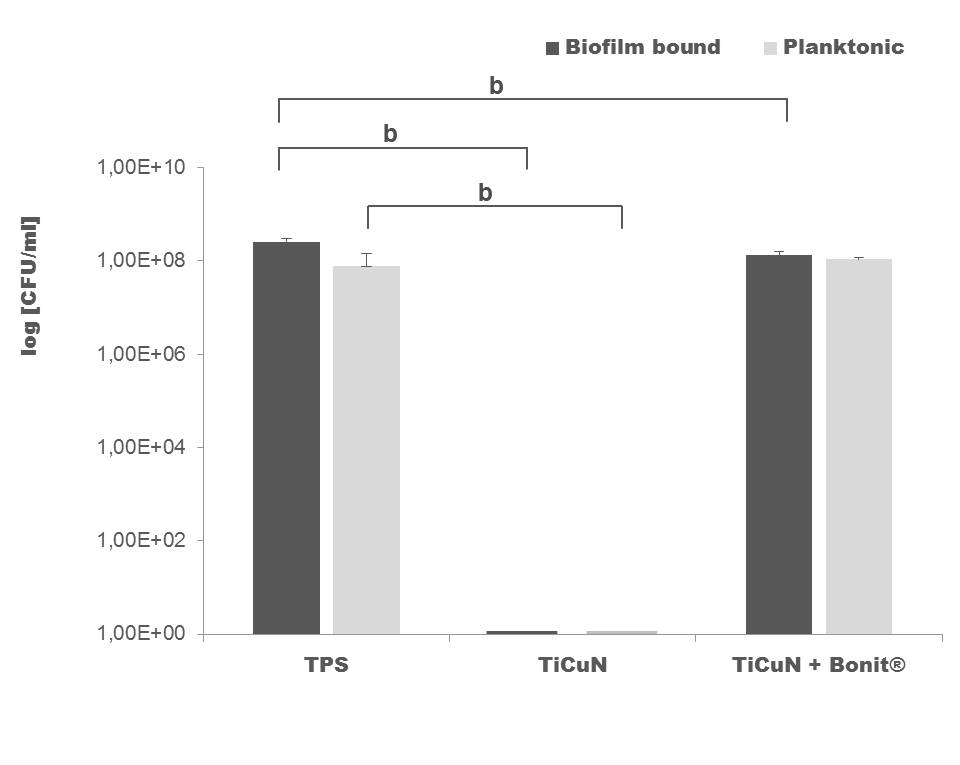 Biofilm bound
Planktonic
b
b
b
log [CFU/ml]
1,00E+10
1,00E+08
1,00E+06
1,00E+04
1,00E+02
1,00E+00
TPS
TiCuN
TiCuN + Bonit®